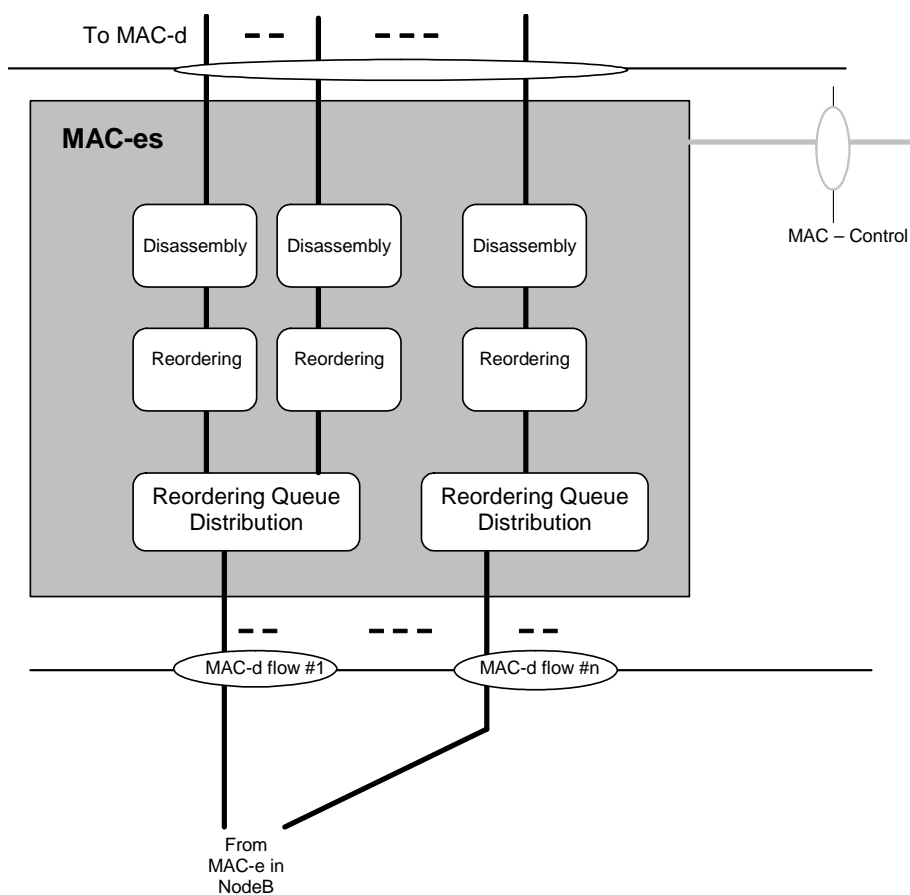 To MAC-d
MAC-es
Disassembly Disassembly Disassembly
MAC – Control
Reordering Reordering Reordering
Reordering Queue Reordering Queue
Distribution Distribution
MAC-d flow #1 MAC-d flow #n
From
MAC-e in
NodeB